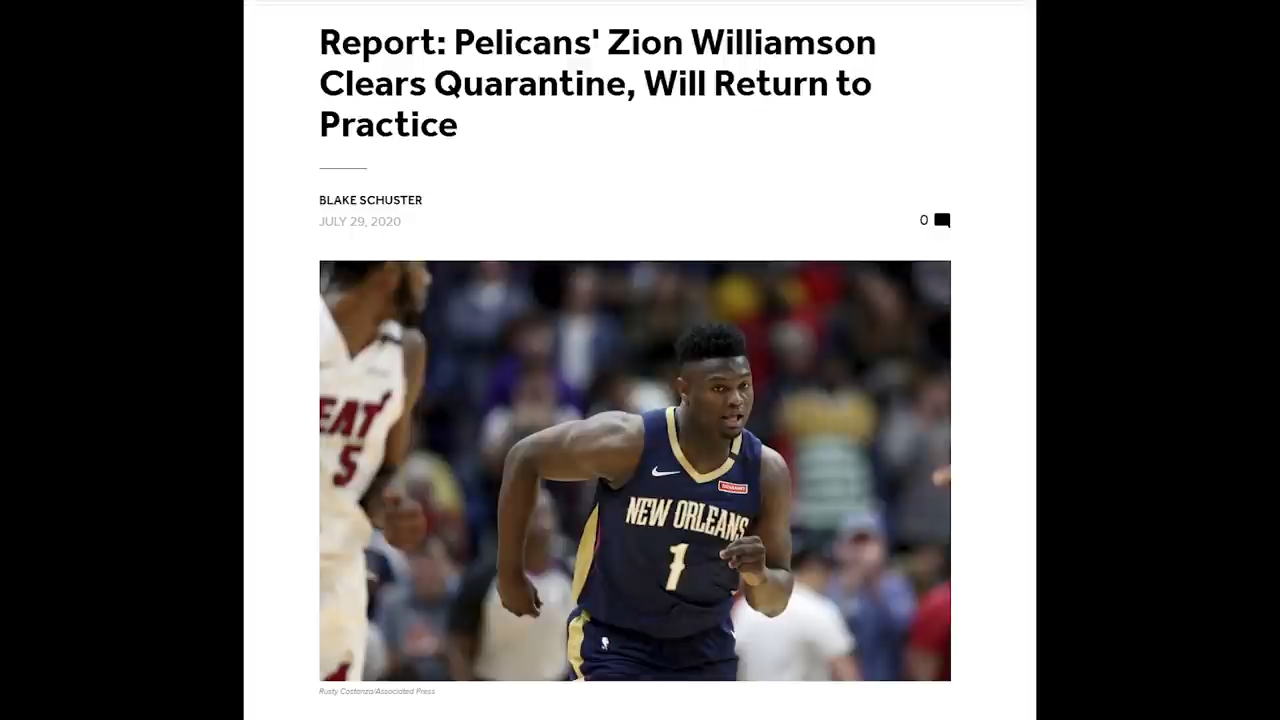 Report: Pelicans' Zion Williamson
Clears Quarantine, Will Return to
Practice
BLAKE SCHUSTER
JULY 29, 2020
0
EAT
5
NEW ORLEANS
1
Rusty Costanza/Associated Press